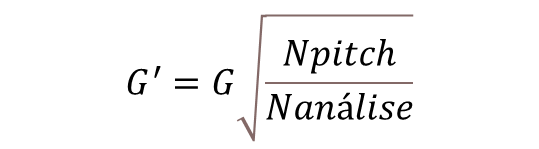 G′ = G √(Npitch / Nanálise)